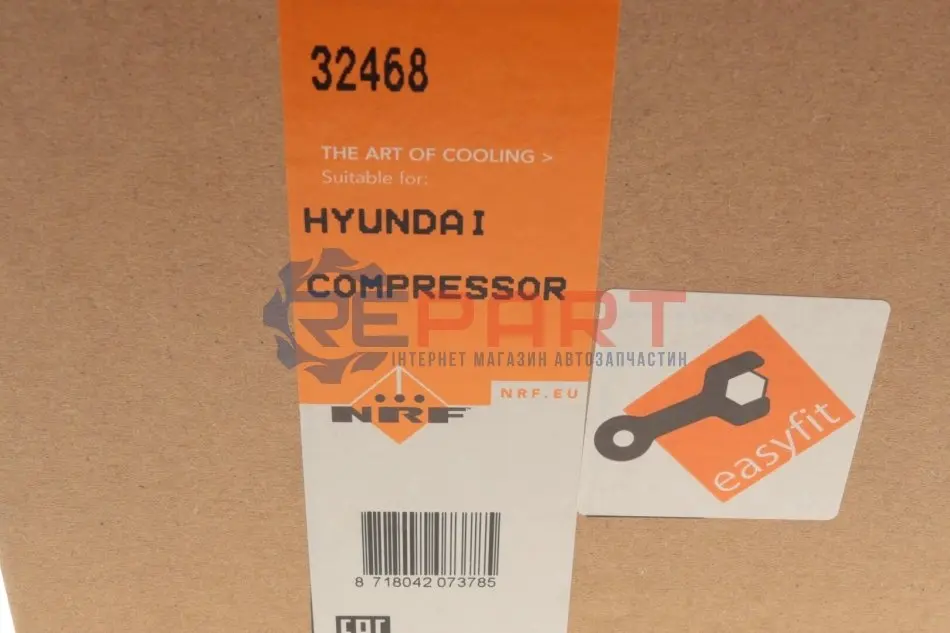 32468
THE ART OF COOLING >
Suitable for:
HYUNDAI
COMPRESSOR
REPART
ІНТЕРНЕТ МАГАЗИН АВТОЗАПЧАСТИН
NRF.EU
NRF
easyfit
8 718042 073785
EAC